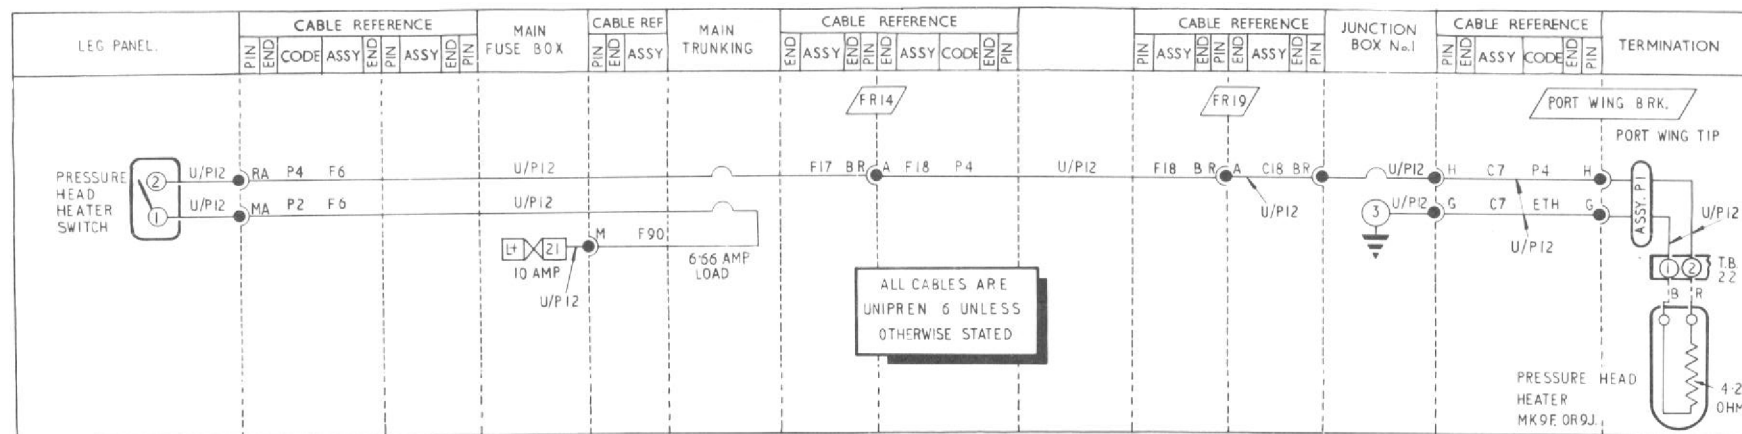 LEG PANEL.
CABLE REFERENCE
PIN END CODE ASSY END PIN ASSY END PIN
MAIN
FUSE BOX
CABLE REF
PIN END ASSY
MAIN
TRUNKING
CABLE REFERENCE
END ASSY END PIN END ASSY CODE END PIN
CABLE REFERENCE
PIN ASSY END PIN END ASSY END PIN
JUNCTION
BOX No.1
CABLE REFERENCE
PIN END ASSY CODE END PIN
TERMINATION
FR14
FR19
PORT WING BRK.
PORT WING TIP
PRESSURE
HEAD
HEATER
SWITCH
2 U/P12 RA P4 F6 U/P12 F17 BR A F18 P4 U/P12 F18 BR A C18 BR U/P12 H C7 P4 H
U/P12
1 U/P12 MA P2 F6 U/P12
3 U/P12 G C7 ETH G
U/P12
ASSY. P1
U/P12
L+ 21 M F90
10 AMP
U/P12
6·66 AMP
LOAD
ALL CABLES ARE
UNIPREN 6 UNLESS
OTHERWISE STATED
1 2 T.B.
22
B R
PRESSURE HEAD
HEATER
MK9F. OR9J.
4·2
OHM